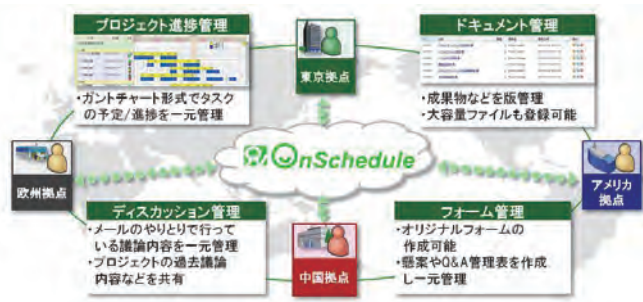 プロジェクト進捗管理
・ガントチャート形式でタスク
の予定/進捗を一元管理
東京拠点
ドキュメント管理
・成果物などを版管理
・大容量ファイルも登録可能
欧州拠点
OnSchedule
アメリカ
拠点
ディスカッション管理
・メールのやりとりで行って
いる議論内容を一元管理
・プロジェクトの過去議論
内容などを共有
中国拠点
フォーム管理
・オリジナルフォームの
作成可能
・懸案やQ&A管理表を作成
し一元管理